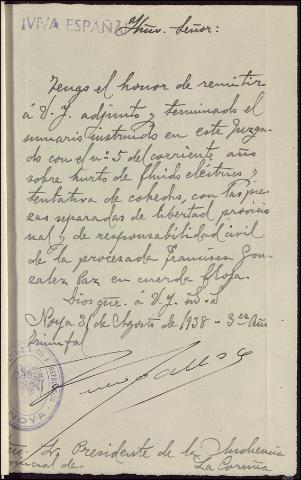 ¡VIVA ESPAÑA!
Iltmo. Señor:
Tengo el honor de remitir
á V. I. adjunto y terminado el
sumario instruido en este Juzga-
do con el nº 5 del corriente año
sobre hurto de fluido eléctrico y
tentativa de cohecho, con las pie-
zas separadas de libertad provisio
nal y de responsabilidad civil
de la procesada Francisca Gon-
zalez Paz en cuerda floja.
Dios gue. á V. I. m. a.
Noya 31 de Agosto de 1938 - 3er Año
triunfal
NOYA
Sr. Presidente de la Audiencia
provincial de La Coruña